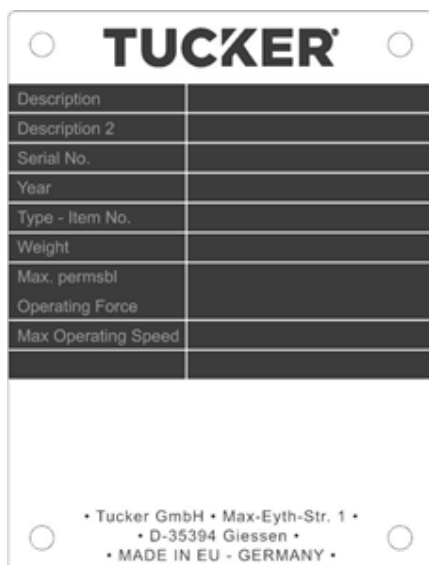 TUCKER
Description
Description 2
Serial No.
Year
Type - Item No.
Weight
Max. permsbl
Operating Force
Max Operating Speed
• Tucker GmbH • Max-Eyth-Str. 1 •
• D-35394 Giessen •
• MADE IN EU - GERMANY •